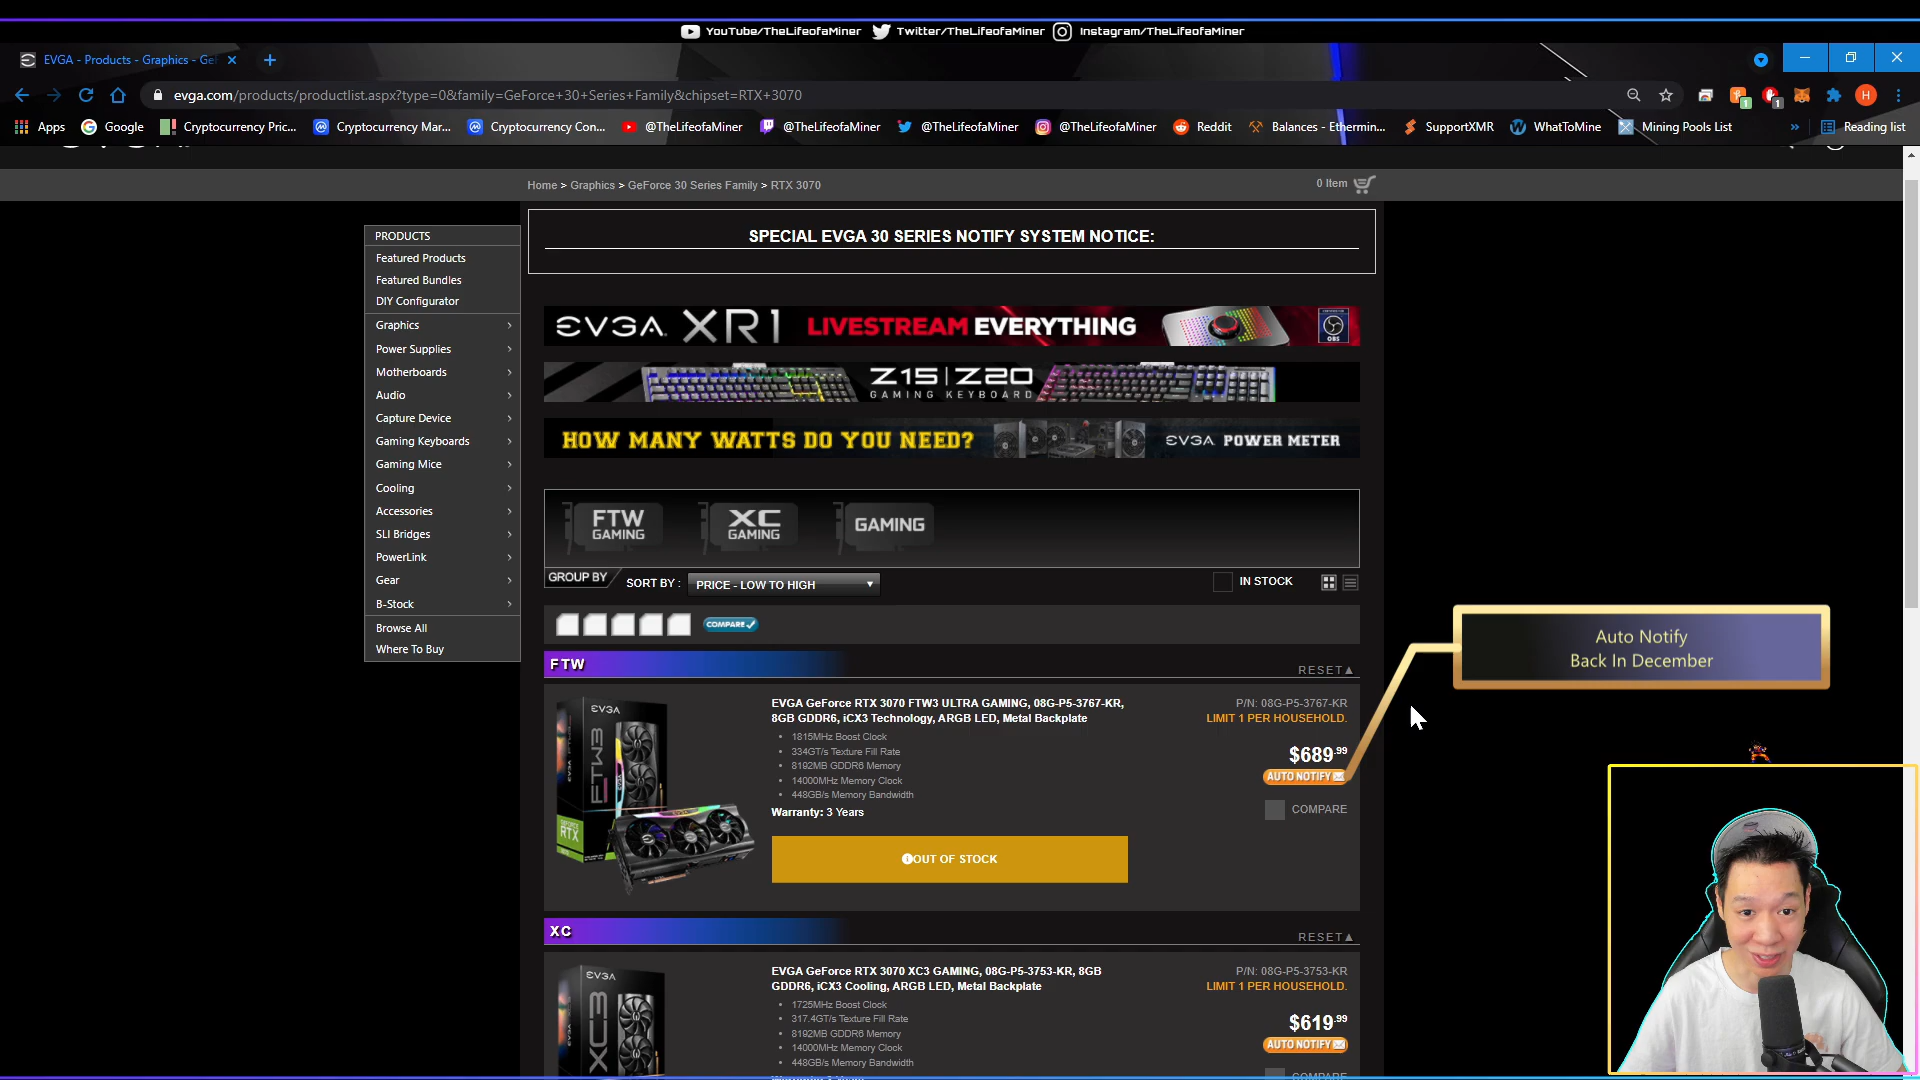 YouTube/TheLifeofaMiner Twitter/TheLifeofaMiner Instagram/TheLifeofaMiner
EVGA - Products - Graphics - Ge
evga.com/products/productlist.aspx?type=0&family=GeForce+30+Series+Family&chipset=RTX+3070
1 1 H
Apps Google Cryptocurrency Pric... Cryptocurrency Mar... Cryptocurrency Con... @TheLifeofaMiner @TheLifeofaMiner @TheLifeofaMiner @TheLifeofaMiner Reddit Balances - Ethermin... SupportXMR WhatToMine Mining Pools List » Reading list
Home > Graphics > GeForce 30 Series Family > RTX 3070
0 Item
PRODUCTS
Featured Products
Featured Bundles
DIY Configurator
Graphics
Power Supplies
Motherboards
Audio
Capture Device
Gaming Keyboards
Gaming Mice
Cooling
Accessories
SLI Bridges
PowerLink
Gear
B-Stock
Browse All
Where To Buy
SPECIAL EVGA 30 SERIES NOTIFY SYSTEM NOTICE:
EVGA XR1 LIVESTREAM EVERYTHING
OBS
Z15 | Z20
GAMING KEYBOARD
HOW MANY WATTS DO YOU NEED? EVGA POWER METER
FTW GAMING
XC GAMING
GAMING
GROUP BY SORT BY : PRICE - LOW TO HIGH
IN STOCK
COMPARE
FTW
RESET▲
EVGA
FTW3
GEFORCE RTX
EVGA GeForce RTX 3070 FTW3 ULTRA GAMING, 08G-P5-3767-KR,
8GB GDDR6, iCX3 Technology, ARGB LED, Metal Backplate
• 1815MHz Boost Clock
• 334GT/s Texture Fill Rate
• 8192MB GDDR6 Memory
• 14000MHz Memory Clock
• 448GB/s Memory Bandwidth
Warranty: 3 Years
OUT OF STOCK
P/N: 08G-P5-3767-KR
LIMIT 1 PER HOUSEHOLD.
$689.99
AUTO NOTIFY
COMPARE
Auto Notify
Back In December
XC
RESET▲
EVGA
XC3
EVGA GeForce RTX 3070 XC3 GAMING, 08G-P5-3753-KR, 8GB
GDDR6, iCX3 Cooling, ARGB LED, Metal Backplate
• 1725MHz Boost Clock
• 317.4GT/s Texture Fill Rate
• 8192MB GDDR6 Memory
• 14000MHz Memory Clock
• 448GB/s Memory Bandwidth
P/N: 08G-P5-3753-KR
LIMIT 1 PER HOUSEHOLD.
$619.99
AUTO NOTIFY
COMPARE